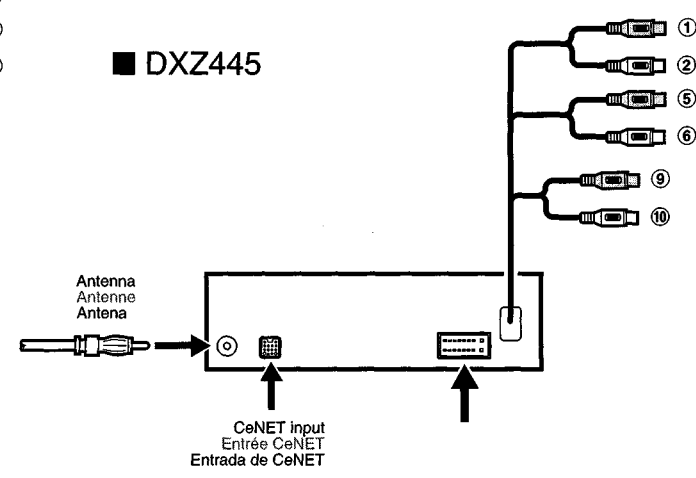 ■ DXZ445
①
②
⑤
⑥
⑨
⑩
Antenna
Antenne
Antena
CeNET input
Entrée CeNET
Entrada de CeNET